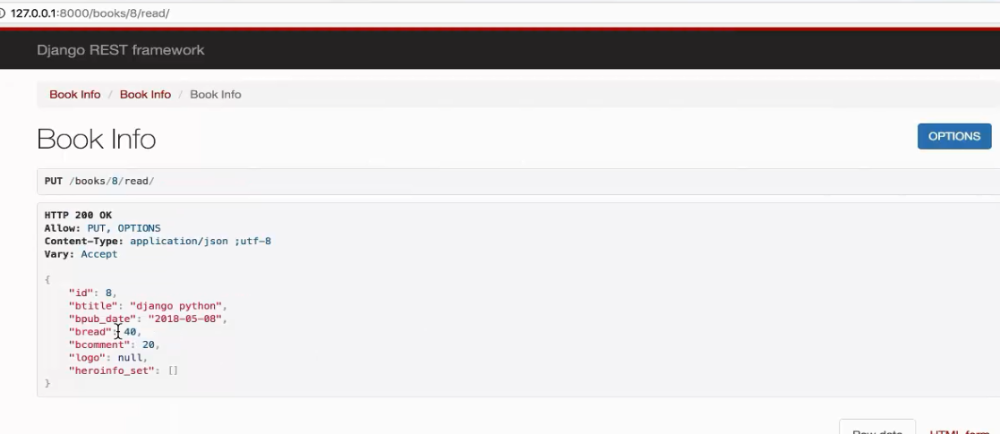 127.0.0.1:8000/books/8/read/
Django REST framework
Book Info / Book Info / Book Info
Book Info
OPTIONS
PUT /books/8/read/
HTTP 200 OK
Allow: PUT, OPTIONS
Content-Type: application/json ;utf-8
Vary: Accept
{
"id": 8,
"btitle": "django python",
"bpub_date": "2018-05-08",
"bread": 40,
"bcomment": 20,
"logo": null,
"heroinfo_set": []
}
Raw data HTML form